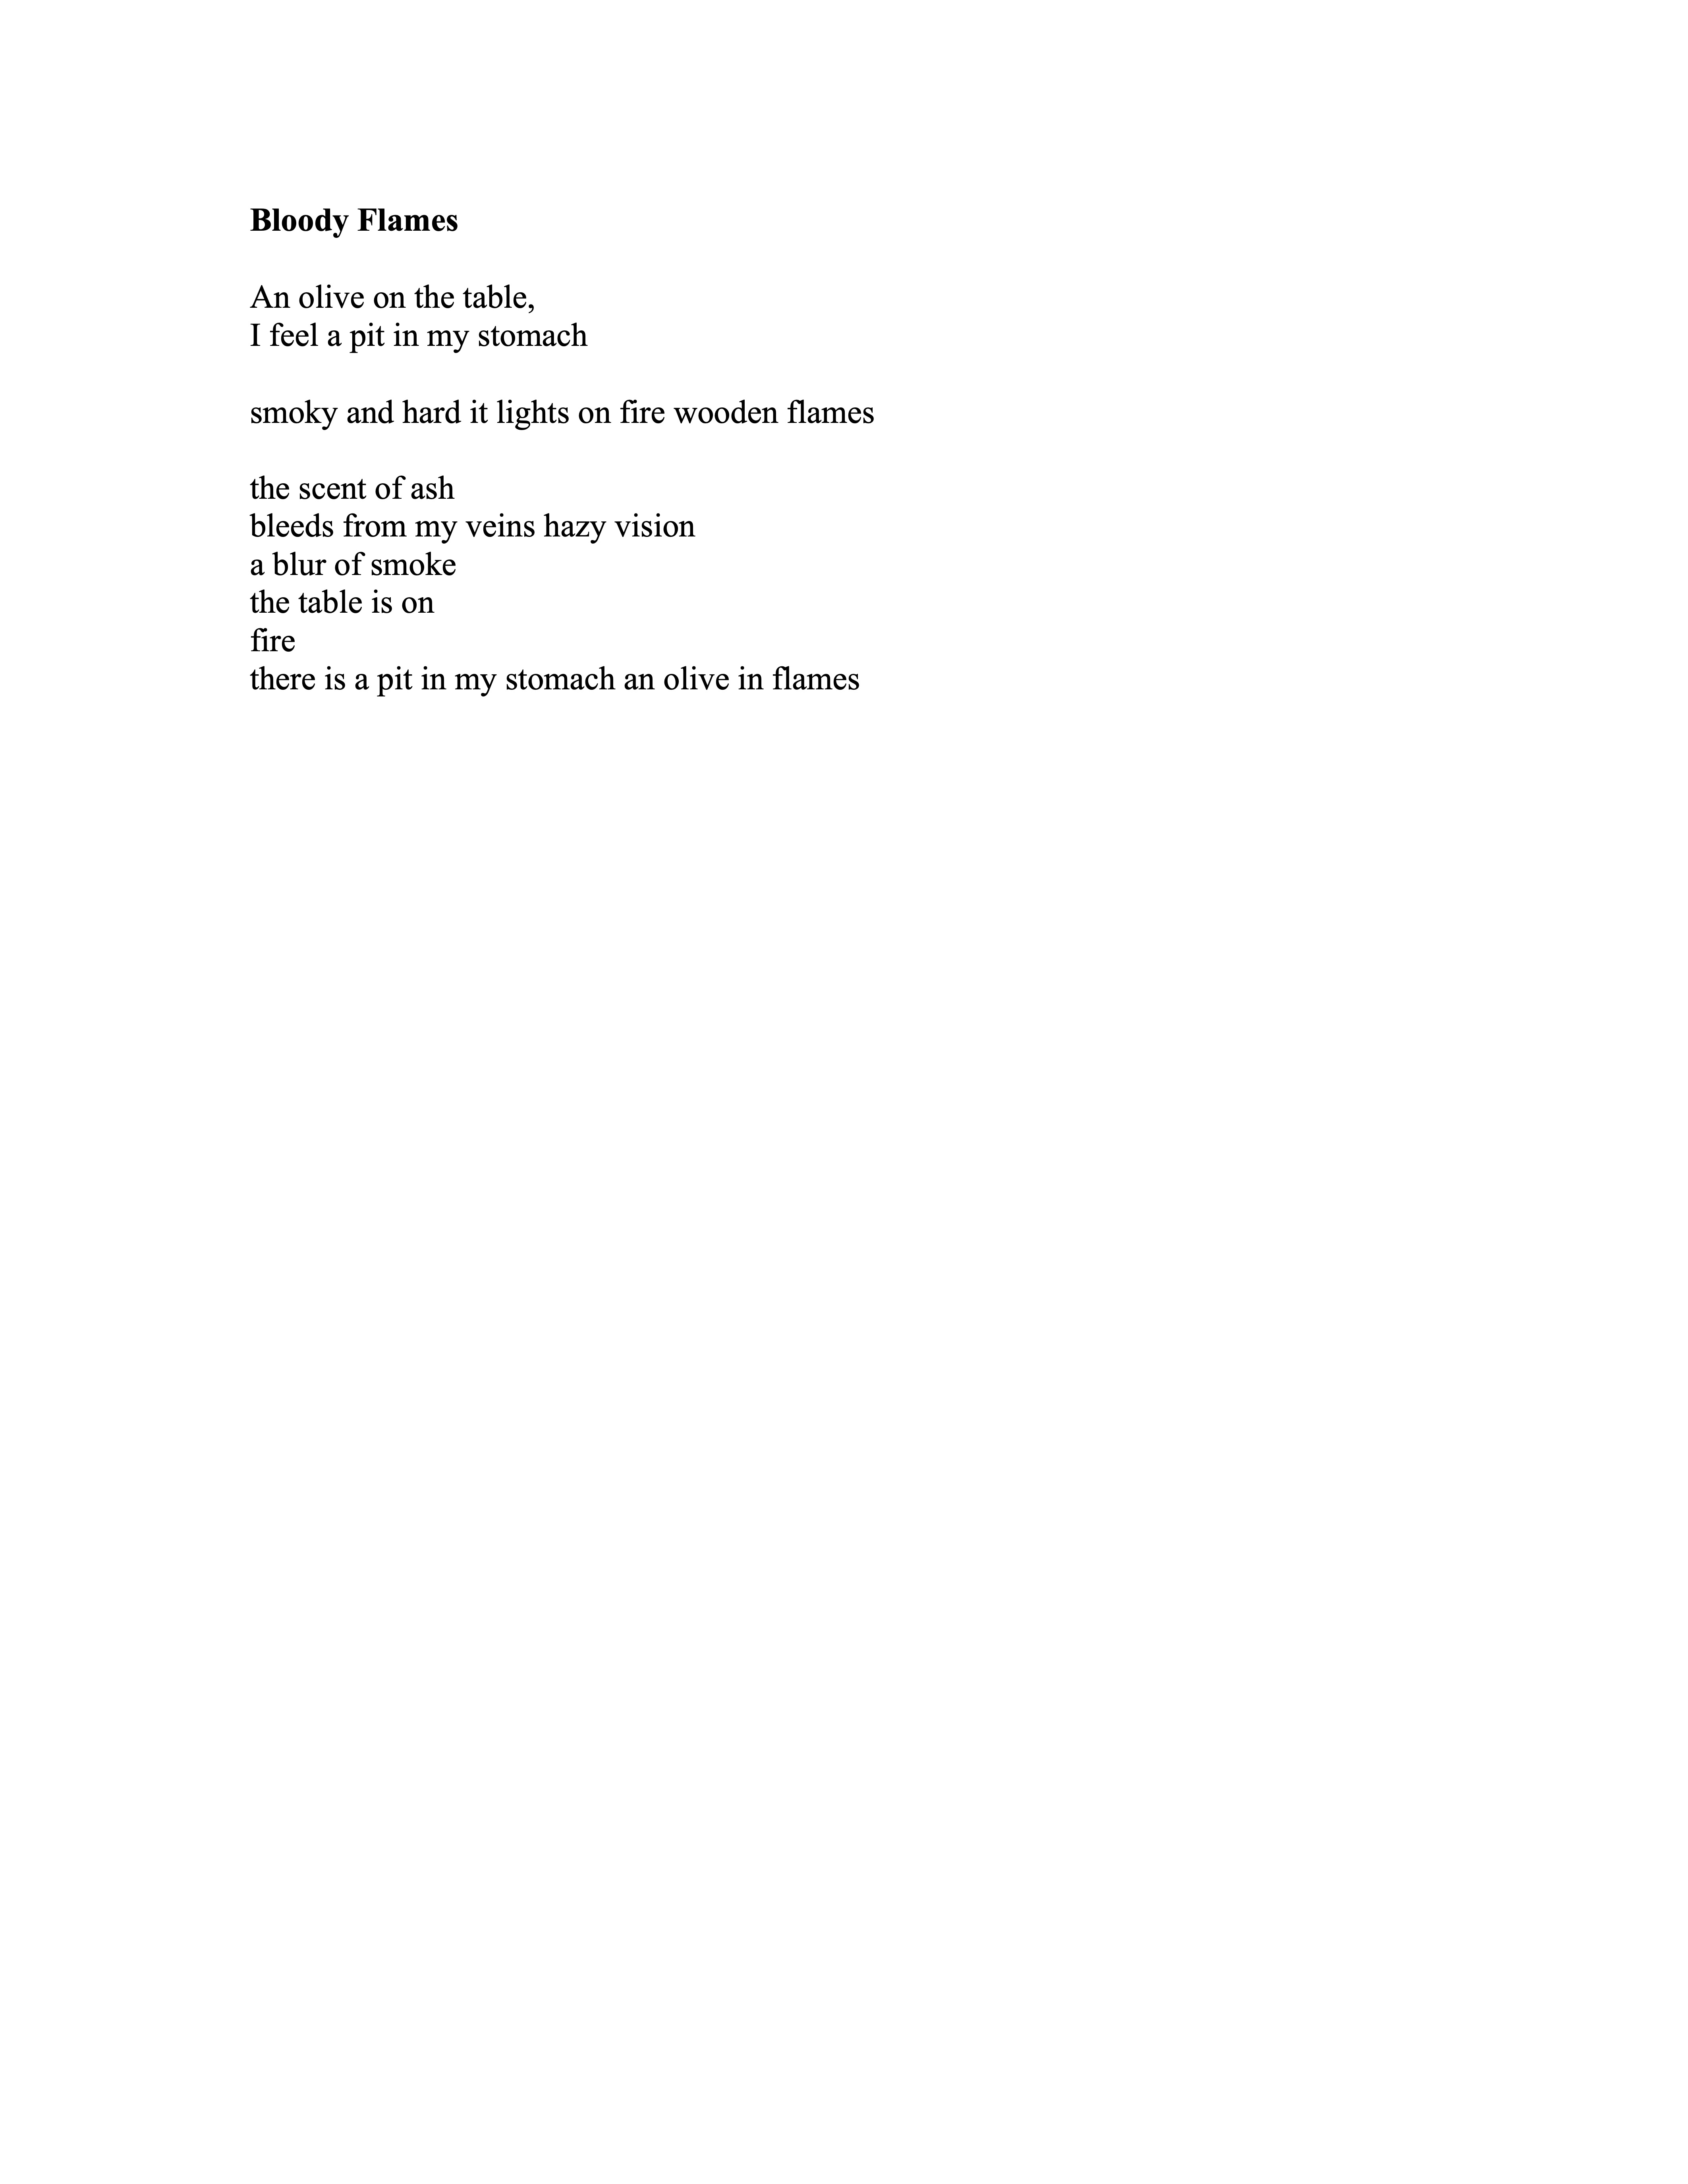 Bloody Flames
An olive on the table,
I feel a pit in my stomach
smoky and hard it lights on fire wooden flames
the scent of ash
bleeds from my veins hazy vision
a blur of smoke
the table is on
fire
there is a pit in my stomach an olive in flames